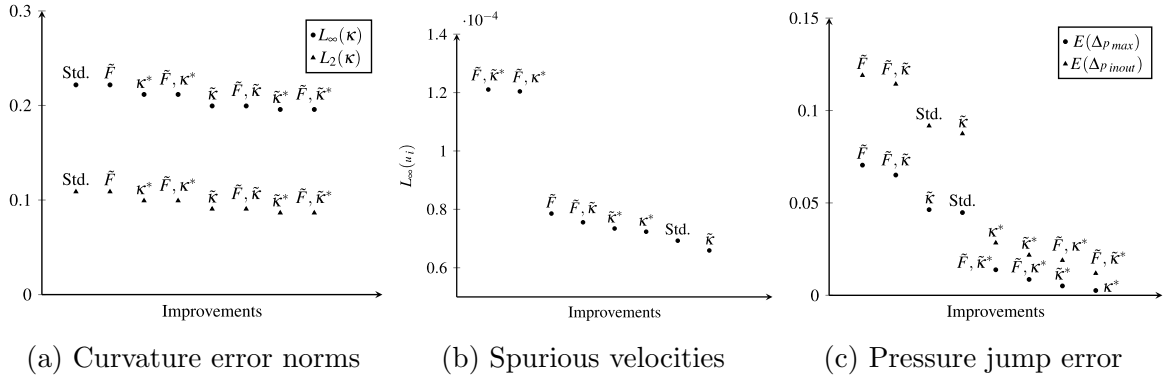 0.3
L∞(κ)
L2(κ)
Std. F̃ κ* F̃, κ* κ̃ F̃, κ̃ κ̃* F̃, κ̃*
0.2
Std. F̃ κ* F̃, κ* κ̃ F̃, κ̃ κ̃* F̃, κ̃*
0.1
0
Improvements
(a) Curvature error norms
·10⁻⁴
1.4
F̃, κ̃* F̃, κ*
1.2
1
L∞(u i)
0.8
F̃ F̃, κ̃ κ̃* κ* Std. κ̃
0.6
Improvements
(b) Spurious velocities
0.15
E(Δp max)
E(Δp inout)
F̃ F̃, κ̃
0.1
Std. κ̃
F̃ F̃, κ̃
0.05
κ̃ Std.
κ* κ̃* F̃, κ* F̃, κ̃*
F̃, κ̃* F̃, κ* κ̃* κ*
0
Improvements
(c) Pressure jump error